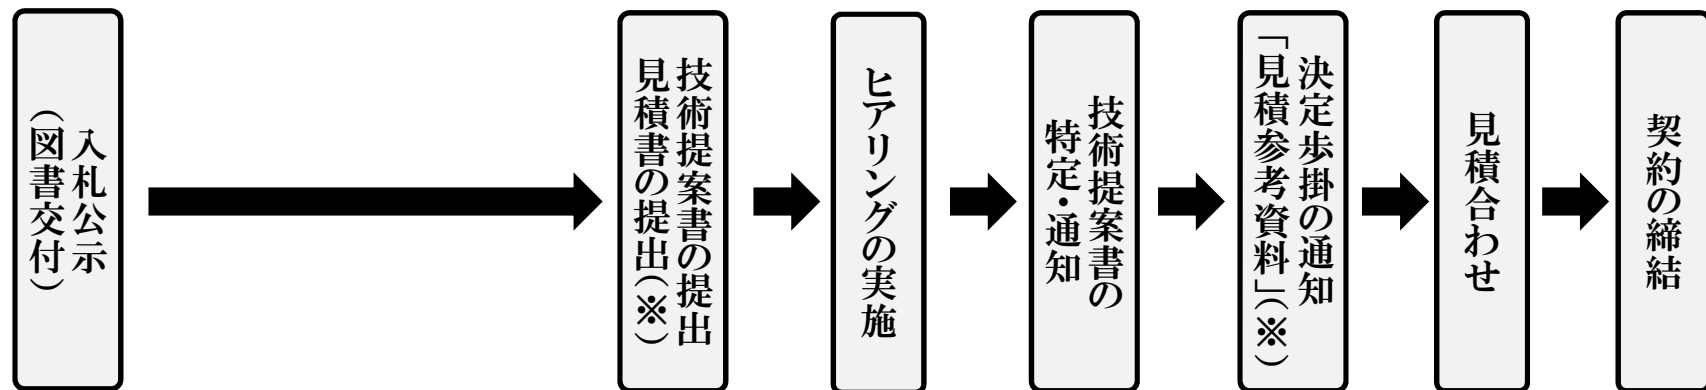 入札公示
（図書交付）
技術提案書の提出
見積書の提出（※）
ヒアリングの実施
技術提案書の
特定・通知
決定歩掛の通知
「見積参考資料」（※）
見積合わせ
契約の締結